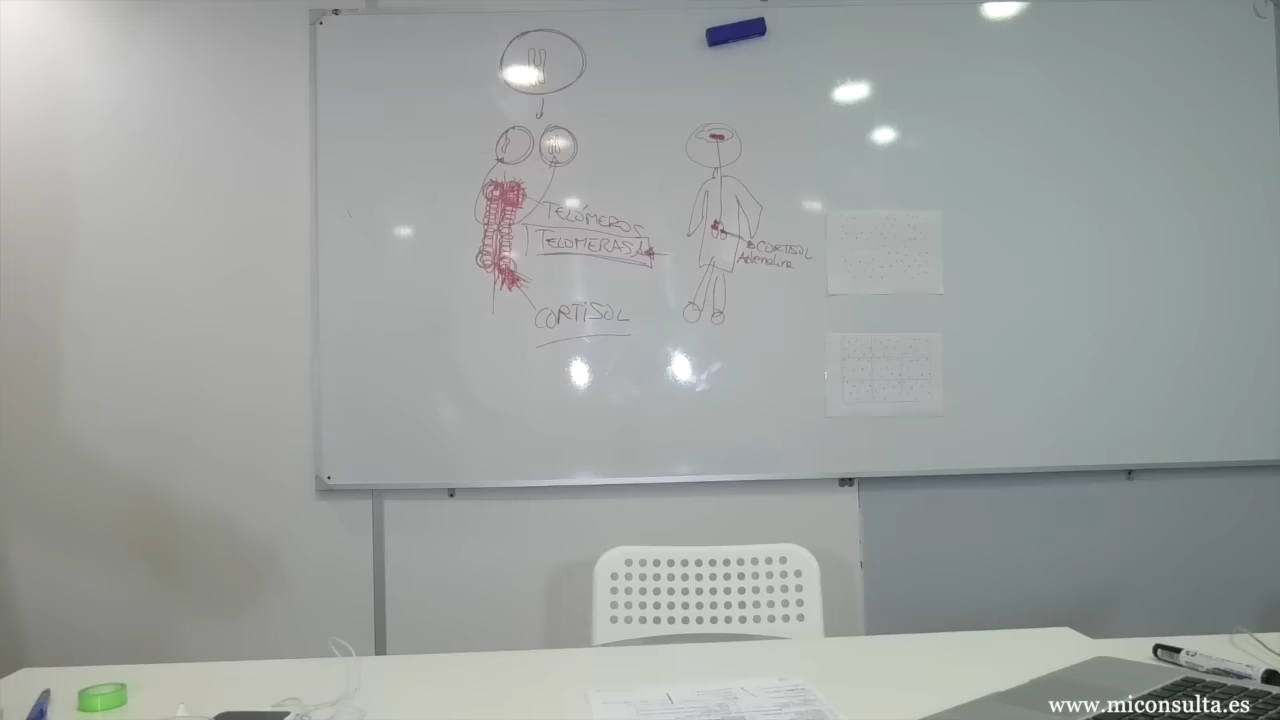 TELÓMEROS
TELOMERASA
CORTISOL
CORTISOL
Adrenalina
www.miconsulta.es